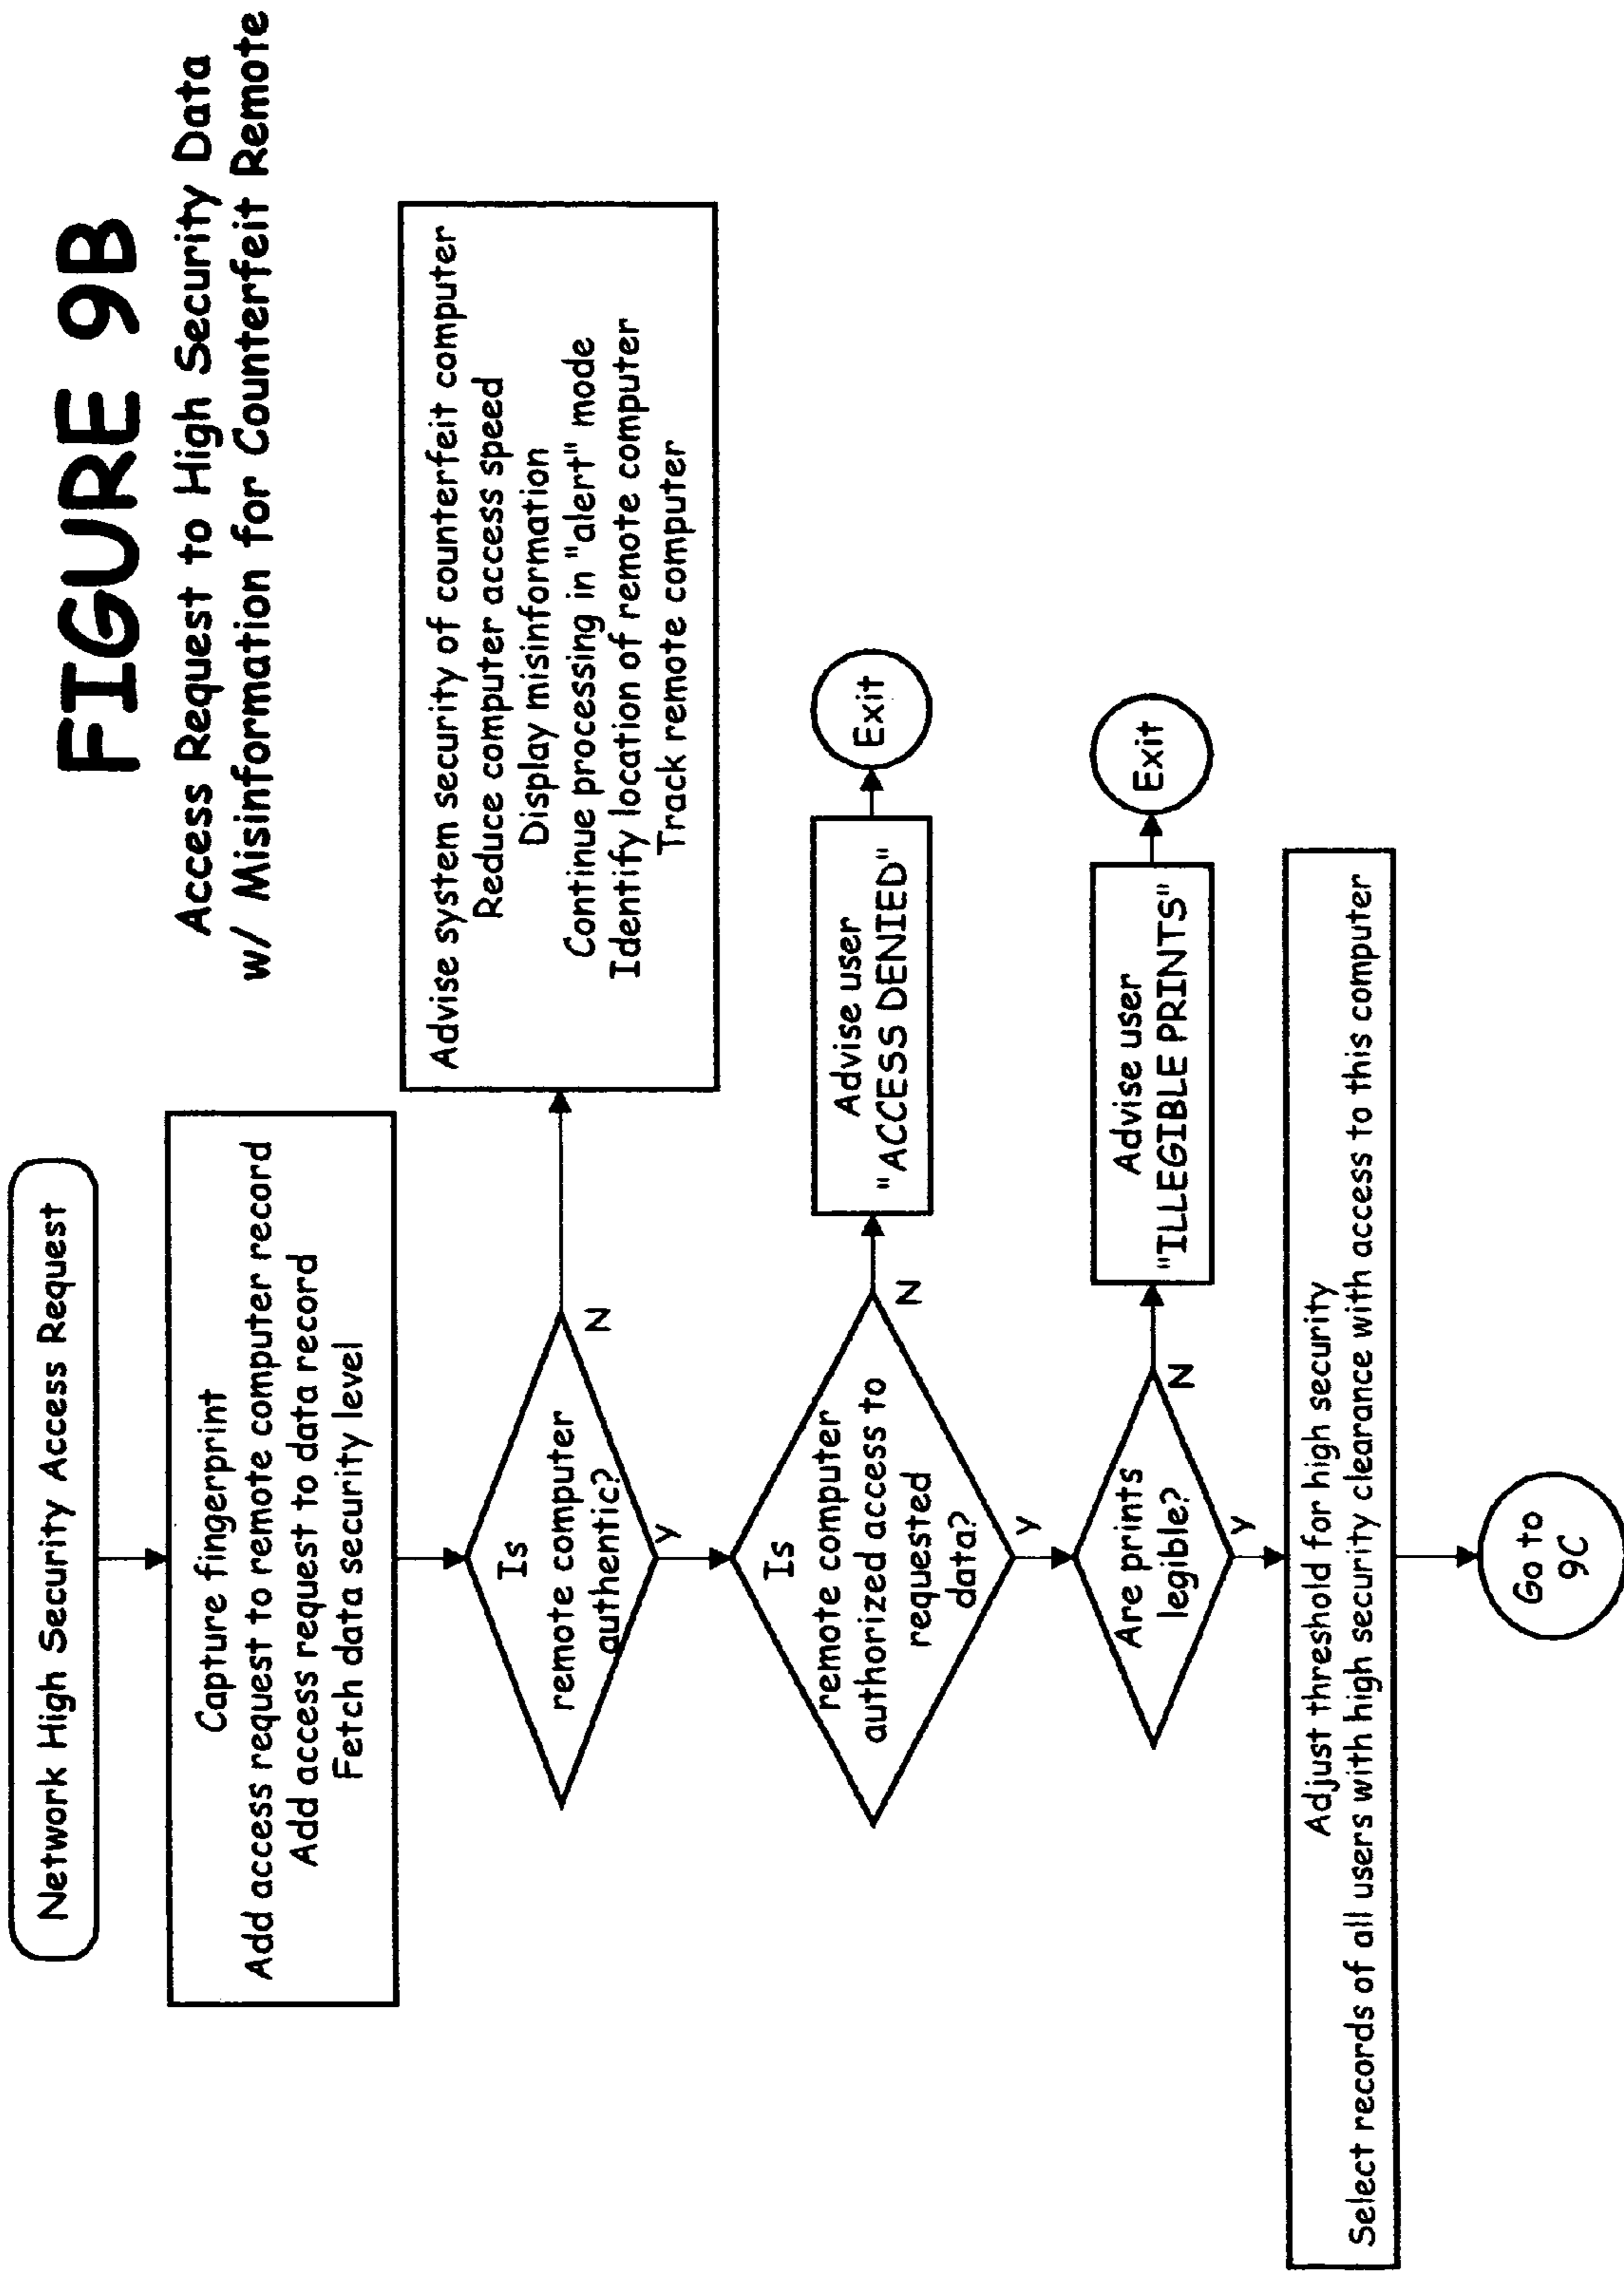 FIGURE 9B
Access Request to High Security Data
w/ Misinformation for Counterfeit Remote
Network High Security Access Request
Capture fingerprint
Add access request to remote computer record
Add access request to data record
Fetch data security level
Is
remote computer
authentic?
N
Y
Advise system security of counterfeit computer
Reduce computer access speed
Display misinformation
Continue processing in "alert" mode
Identify location of remote computer
Track remote computer
Is
remote computer
authorized access to
requested
data?
N
Y
Advise user
"ACCESS DENIED"
Exit
Are prints
legible?
N
Y
Advise user
"ILLEGIBLE PRINTS"
Exit
Adjust threshold for high security
Select records of all users with high security clearance with access to this computer
Go to
9C